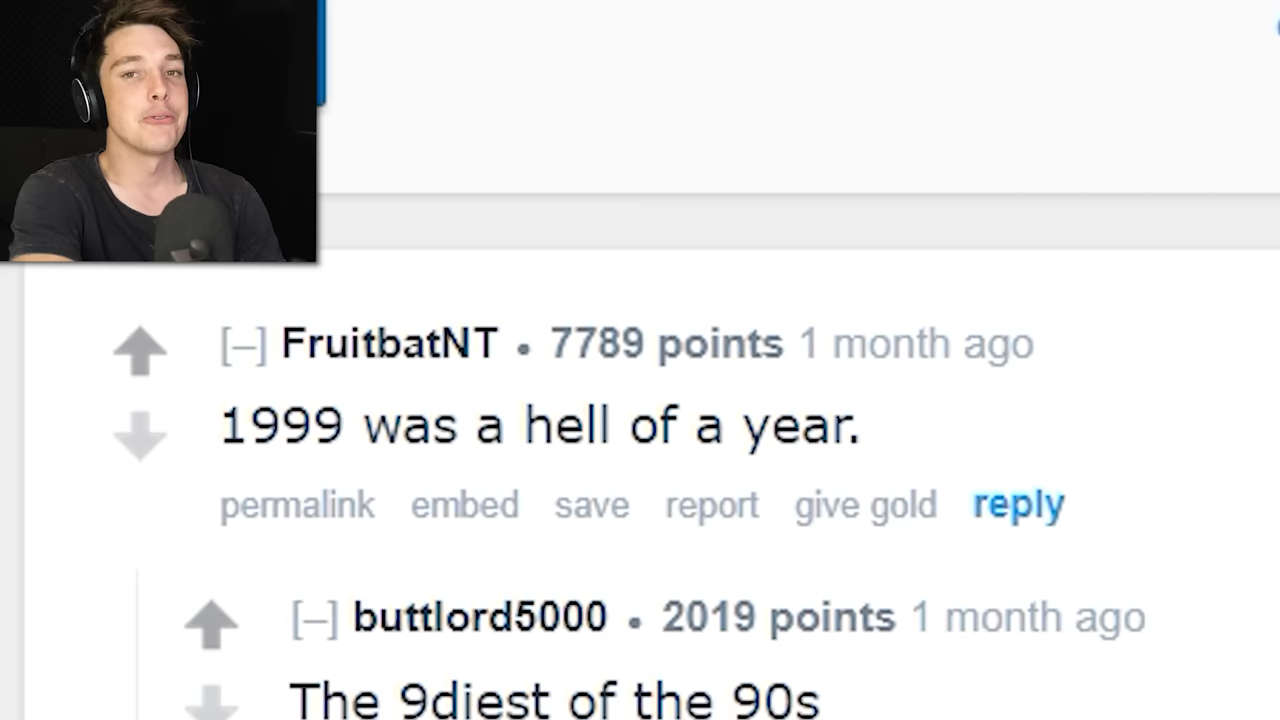 [–] FruitbatNT • 7789 points 1 month ago
1999 was a hell of a year.
permalink embed save report give gold reply
[–] buttlord5000 • 2019 points 1 month ago
The 9diest of the 90s